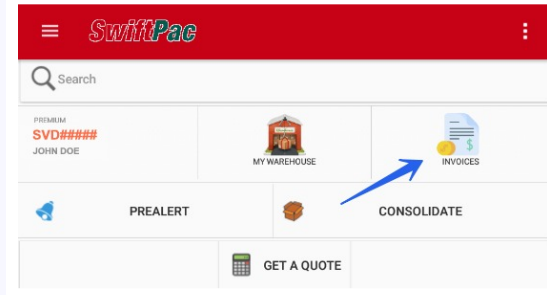 SwiftPac
Search
PREMIUM
SVD#####
JOHN DOE
MY WAREHOUSE
INVOICES
PREALERT
CONSOLIDATE
GET A QUOTE